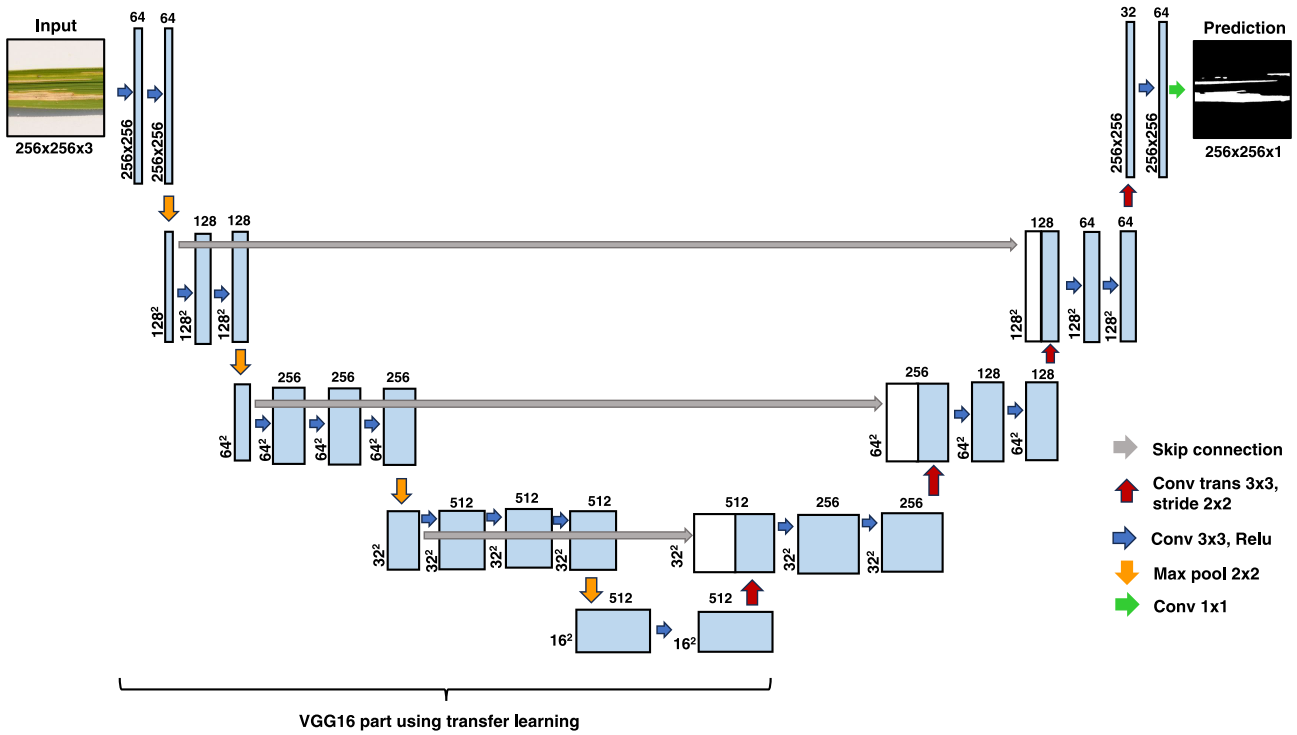 Input
64 64
256x256x3
256x256
256x256
32 64
Prediction
256x256
256x256
256x256x1
128 128
128²
128²
128²
128
64
64
128²
128²
128²
256 256 256
64²
64²
64²
64²
256
128
128
64²
64²
64²
512 512 512
32²
32²
32²
32²
512
256
256
32²
32²
32²
512
512
16²
16²
Skip connection
Conv trans 3x3,
stride 2x2
Conv 3x3, Relu
Max pool 2x2
Conv 1x1
VGG16 part using transfer learning